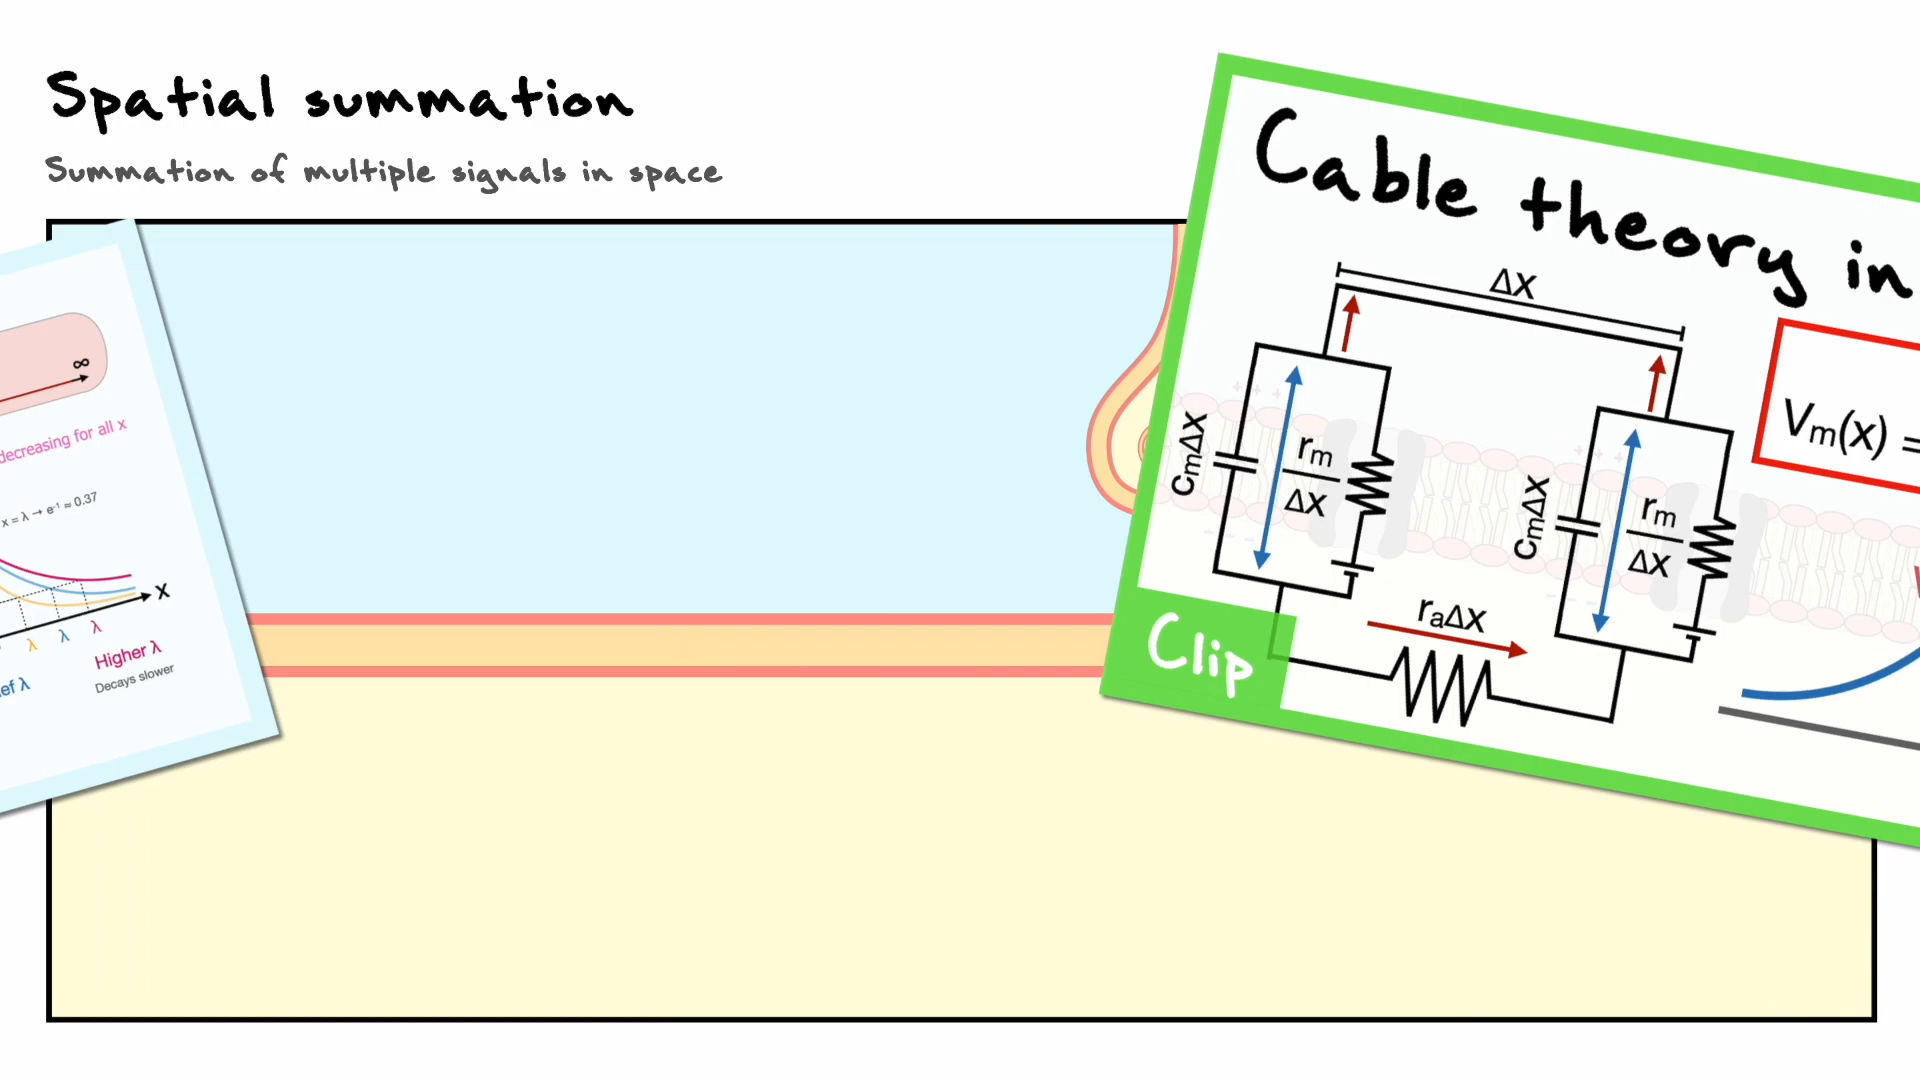 Spatial summation
Summation of multiple signals in space
∞
decreasing for all x
x = λ → e⁻¹ ≈ 0.37
x
λ λ λ
Higher λ
Decays slower
λ
Cable theory in
Δx
cmΔx
rm
Δx
cmΔx
rm
Δx
raΔx
Vm(x) =
Clip